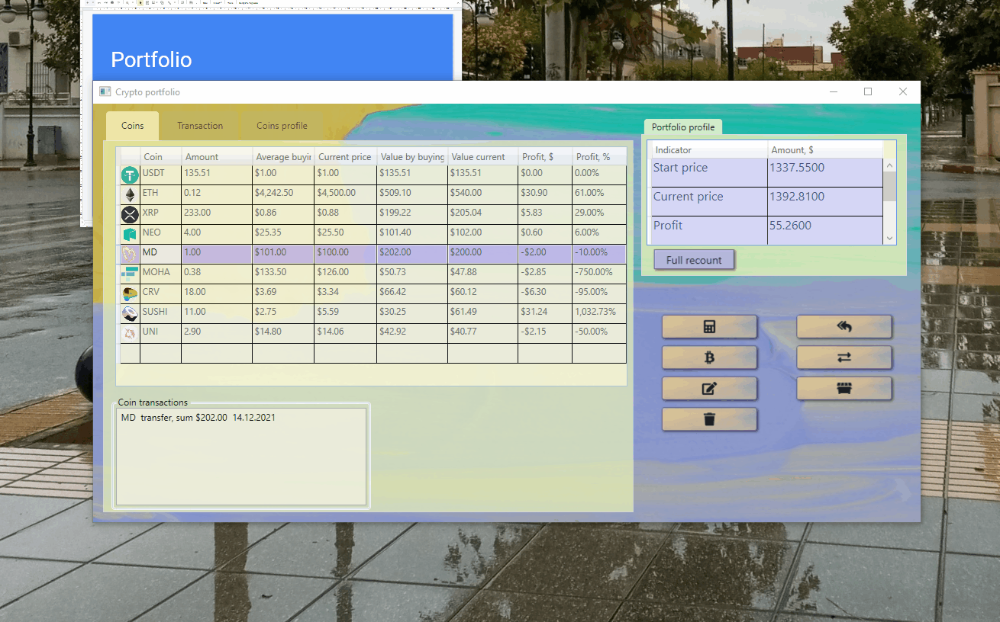 Portfolio
Crypto portfolio
Coins Transaction Coins profile
Coin Amount Average buyin Current price Value by buying Value current Profit, $ Profit, %
USDT 135.51 $1.00 $1.00 $135.51 $135.51 $0.00 0.00%
ETH 0.12 $4,242.50 $4,500.00 $509.10 $540.00 $30.90 61.00%
XRP 233.00 $0.86 $0.88 $199.22 $205.04 $5.83 29.00%
NEO 4.00 $25.35 $25.50 $101.40 $102.00 $0.60 6.00%
MD 1.00 $101.00 $100.00 $202.00 $200.00 -$2.00 -10.00%
MOHA 0.38 $133.50 $126.00 $50.73 $47.88 -$2.85 -750.00%
CRV 18.00 $3.69 $3.34 $66.42 $60.12 -$6.30 -95.00%
SUSHI 11.00 $2.75 $5.59 $30.25 $61.49 $31.24 1,032.73%
UNI 2.90 $14.80 $14.06 $42.92 $40.77 -$2.15 -50.00%
Coin transactions
MD transfer, sum $202.00 14.12.2021
Portfolio profile
Indicator Amount, $
Start price 1337.5500
Current price 1392.8100
Profit 55.2600
Full recount